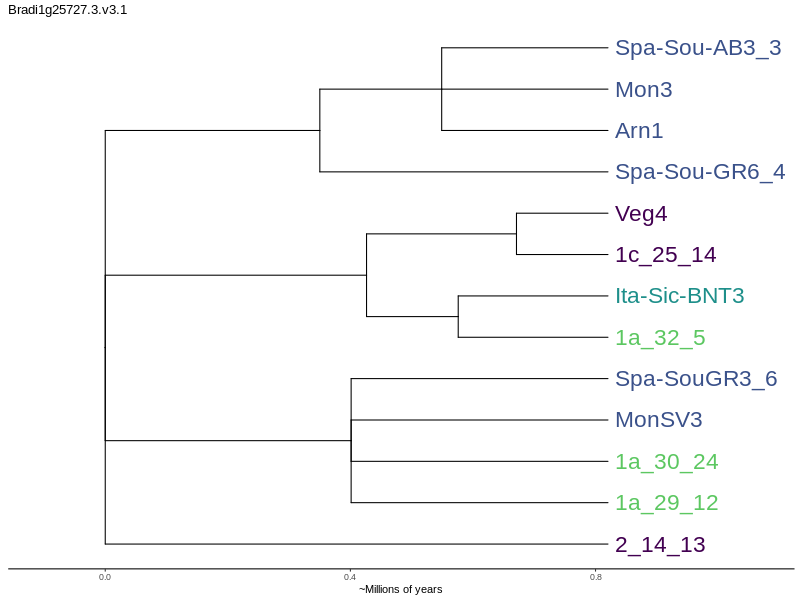 Bradi1g25727.3.v3.1
Spa-Sou-AB3_3
Mon3
Arn1
Spa-Sou-GR6_4
Veg4
1c_25_14
Ita-Sic-BNT3
1a_32_5
Spa-SouGR3_6
MonSV3
1a_30_24
1a_29_12
2_14_13
0.0 0.4 0.8
~Millions of years